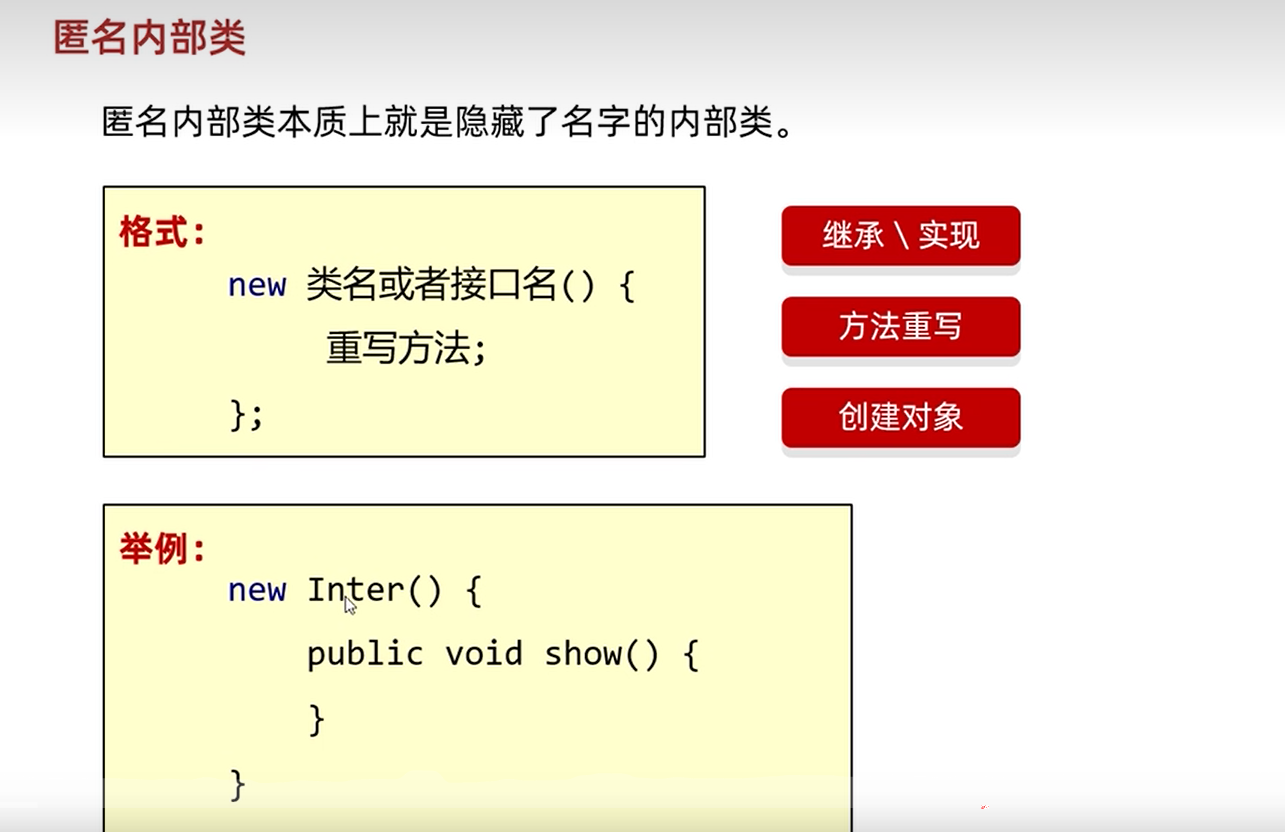 匿名内部类
匿名内部类本质上就是隐藏了名字的内部类。
格式:
new 类名或者接口名() {
重写方法;
};
继承 \ 实现
方法重写
创建对象
举例:
new Inter() {
public void show() {
}
}